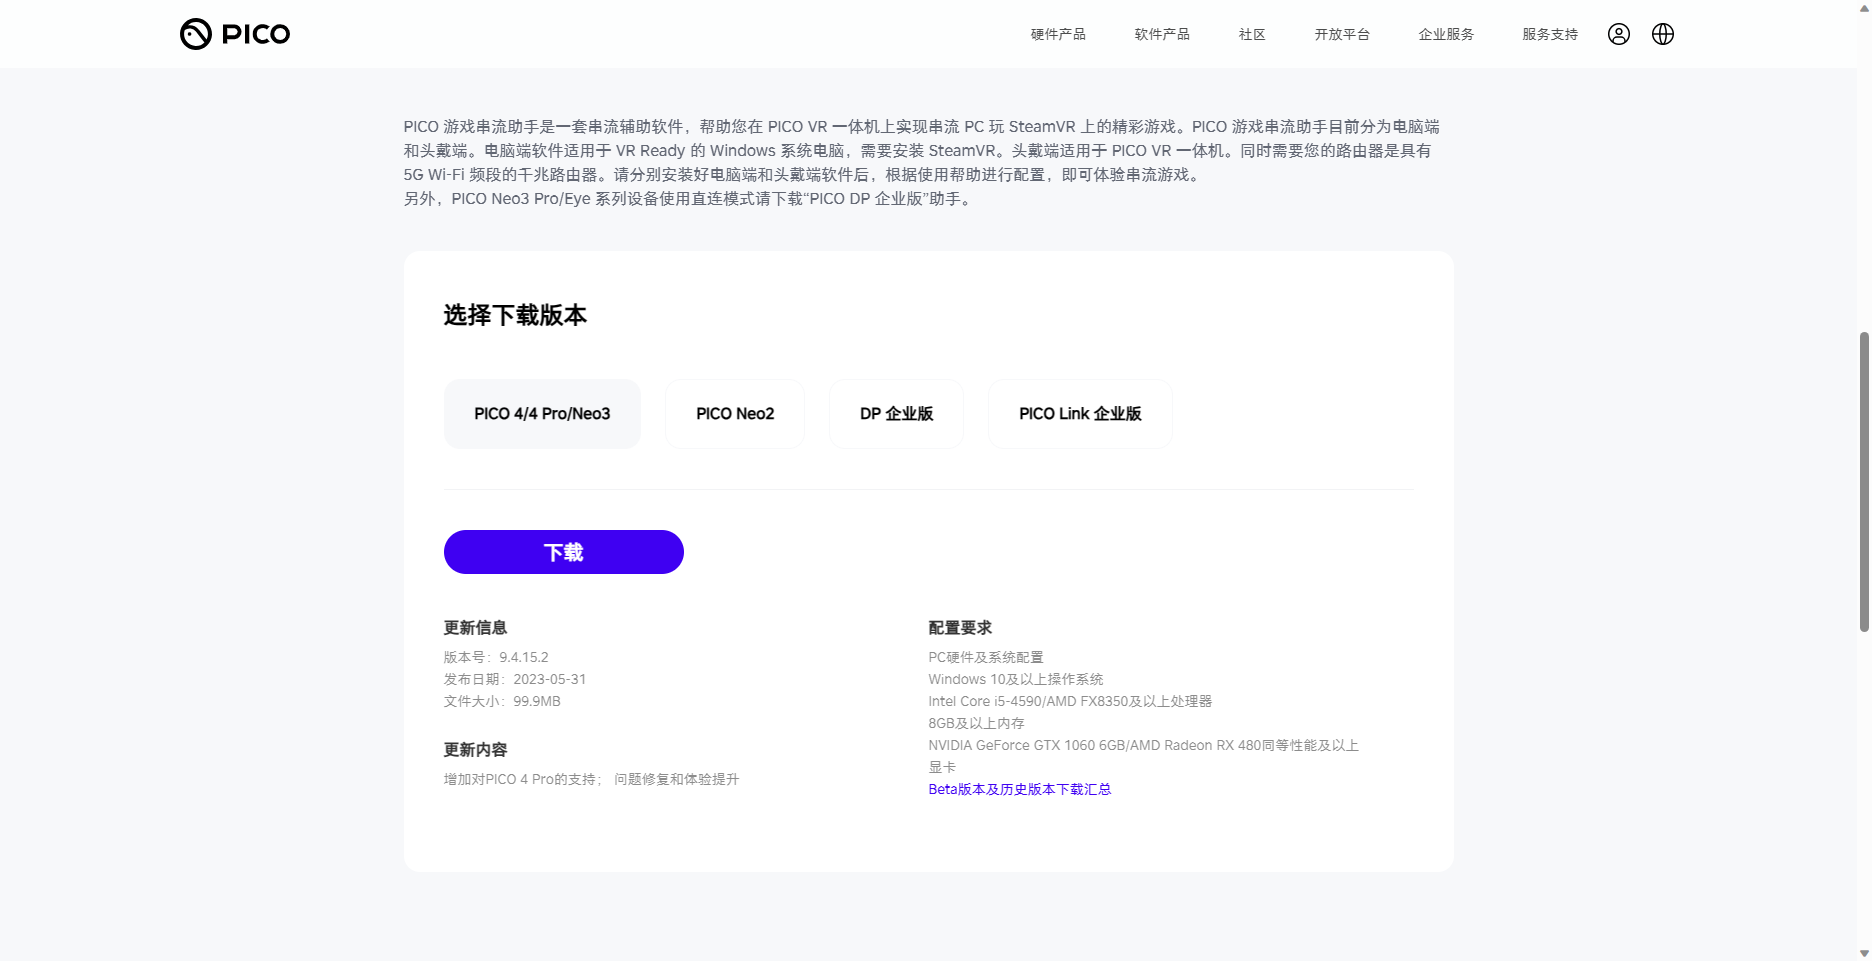 PICO
硬件产品
软件产品
社区
开放平台
企业服务
服务支持
PICO 游戏串流助手是一套串流辅助软件，帮助您在 PICO VR 一体机上实现串流 PC 玩 SteamVR 上的精彩游戏。PICO 游戏串流助手目前分为电脑端
和头戴端。电脑端软件适用于 VR Ready 的 Windows 系统电脑，需要安装 SteamVR。头戴端适用于 PICO VR 一体机。同时需要您的路由器是具有
5G Wi-Fi 频段的千兆路由器。请分别安装好电脑端和头戴端软件后，根据使用帮助进行配置，即可体验串流游戏。
另外，PICO Neo3 Pro/Eye 系列设备使用直连模式请下载“PICO DP 企业版”助手。
选择下载版本
PICO 4/4 Pro/Neo3
PICO Neo2
DP 企业版
PICO Link 企业版
下载
更新信息
版本号：9.4.15.2
发布日期：2023-05-31
文件大小：99.9MB
更新内容
增加对PICO 4 Pro的支持； 问题修复和体验提升
配置要求
PC硬件及系统配置
Windows 10及以上操作系统
Intel Core i5-4590/AMD FX8350及以上处理器
8GB及以上内存
NVIDIA GeForce GTX 1060 6GB/AMD Radeon RX 480同等性能及以上
显卡
Beta版本及历史版本下载汇总